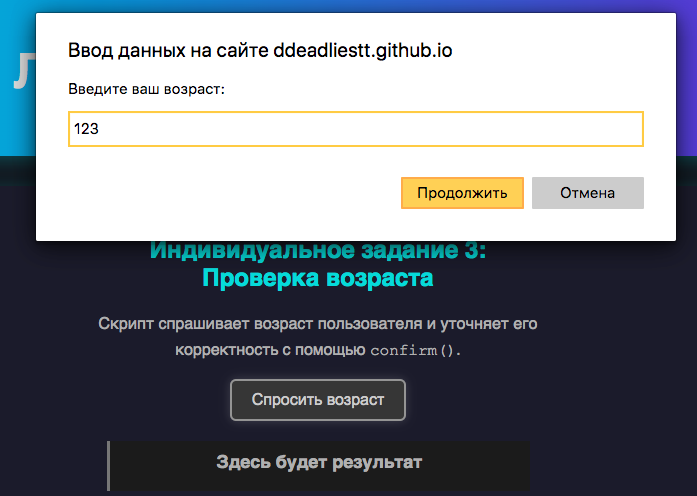 Ввод данных на сайте ddeadliestt.github.io
Введите ваш возраст:
123
Продолжить Отмена
Индивидуальное задание 3:
Проверка возраста
Скрипт спрашивает возраст пользователя и уточняет его
корректность с помощью confirm().
Спросить возраст
Здесь будет результат